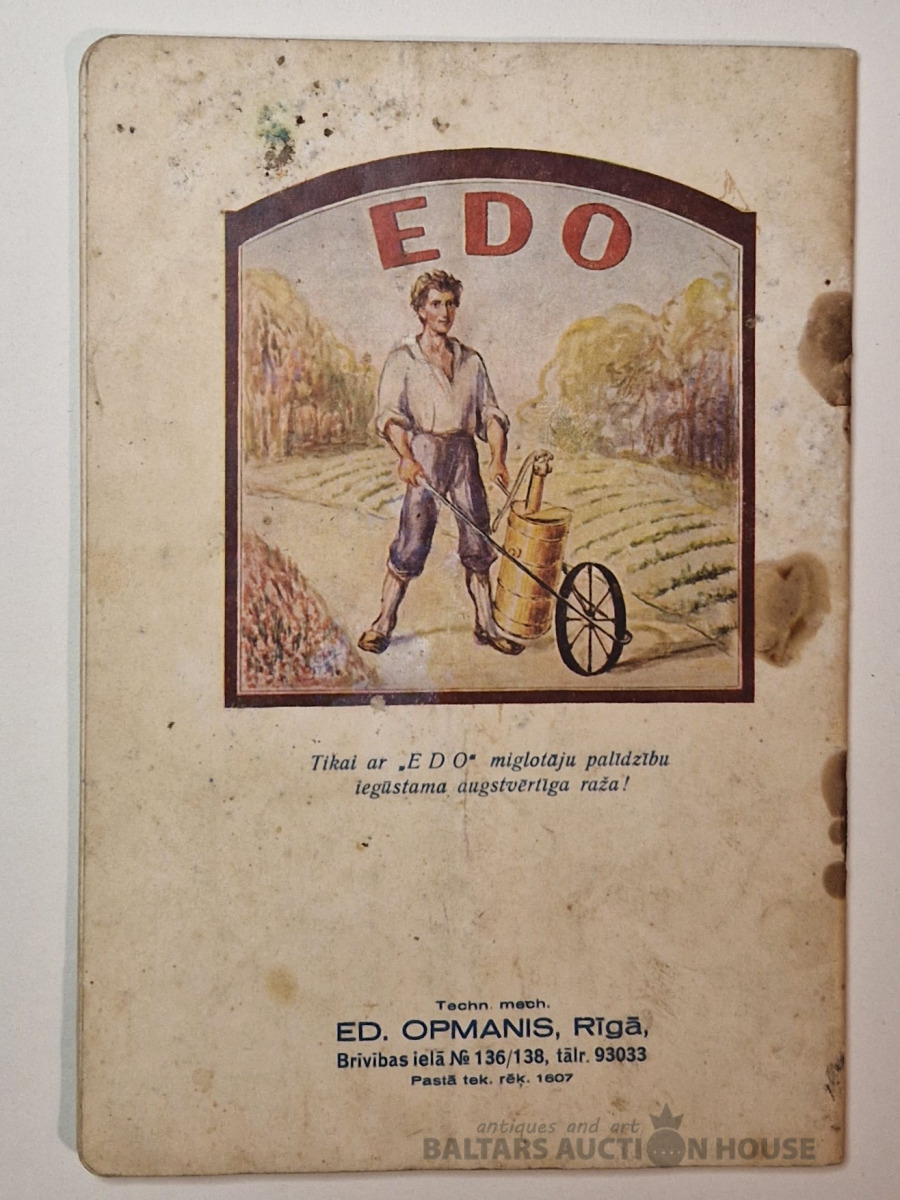 EDO
Tikai ar „EDO“ miglotāju palīdzību
iegūstama augstvērtīga raža!
Techn. mech.
ED. OPMANIS, Rīgā,
Brīvības ielā № 136/138, tālr. 93033
Pastā tek. rēķ. 1607
antiques and art
BALTARS AUCTION HOUSE